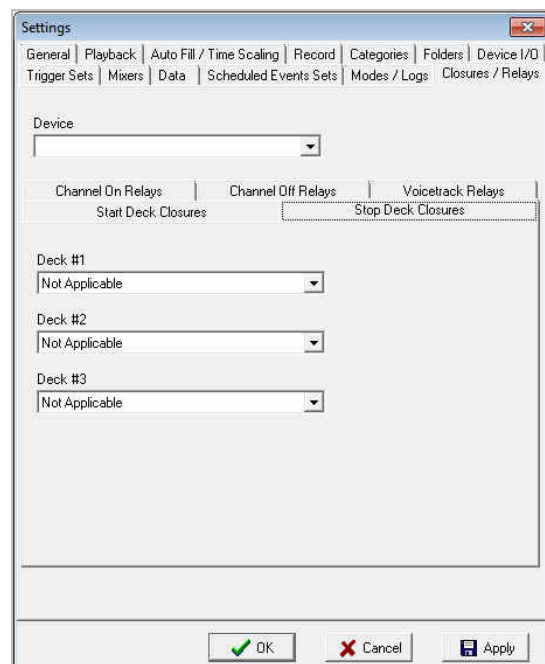 Settings
General Playback Auto Fill / Time Scaling Record Categories Folders Device I/O
Trigger Sets Mixers Data Scheduled Events Sets Modes / Logs Closures / Relays
Device
Channel On Relays Channel Off Relays Voicetrack Relays
Start Deck Closures Stop Deck Closures
Deck #1
Not Applicable
Deck #2
Not Applicable
Deck #3
Not Applicable
OK Cancel Apply